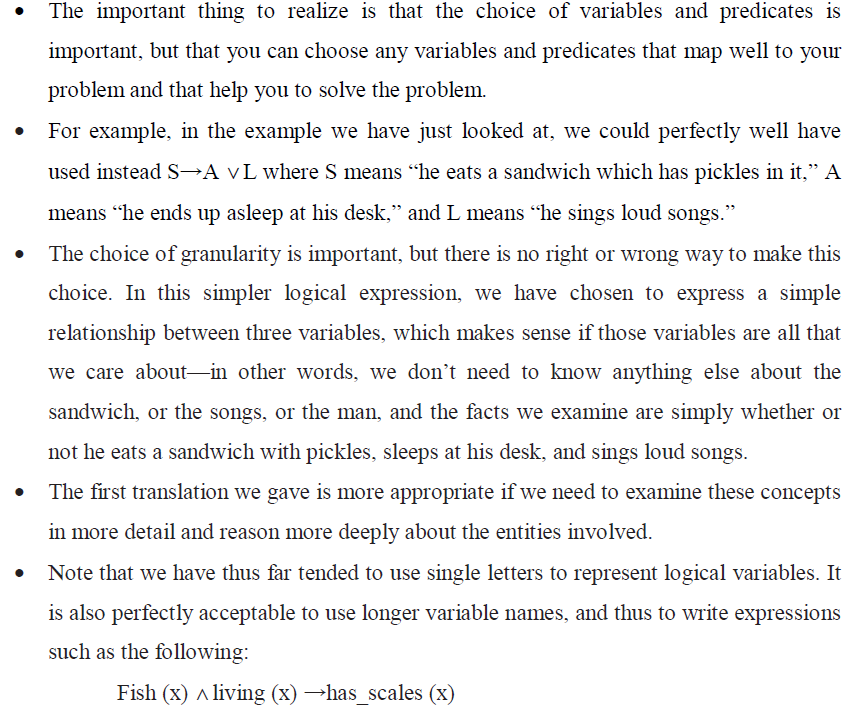 • The important thing to realize is that the choice of variables and predicates is
important, but that you can choose any variables and predicates that map well to your
problem and that help you to solve the problem.
• For example, in the example we have just looked at, we could perfectly well have
used instead S→A ∨L where S means “he eats a sandwich which has pickles in it,” A
means “he ends up asleep at his desk,” and L means “he sings loud songs.”
• The choice of granularity is important, but there is no right or wrong way to make this
choice. In this simpler logical expression, we have chosen to express a simple
relationship between three variables, which makes sense if those variables are all that
we care about—in other words, we don’t need to know anything else about the
sandwich, or the songs, or the man, and the facts we examine are simply whether or
not he eats a sandwich with pickles, sleeps at his desk, and sings loud songs.
• The first translation we gave is more appropriate if we need to examine these concepts
in more detail and reason more deeply about the entities involved.
• Note that we have thus far tended to use single letters to represent logical variables. It
is also perfectly acceptable to use longer variable names, and thus to write expressions
such as the following:
Fish (x) ∧ living (x) →has_scales (x)